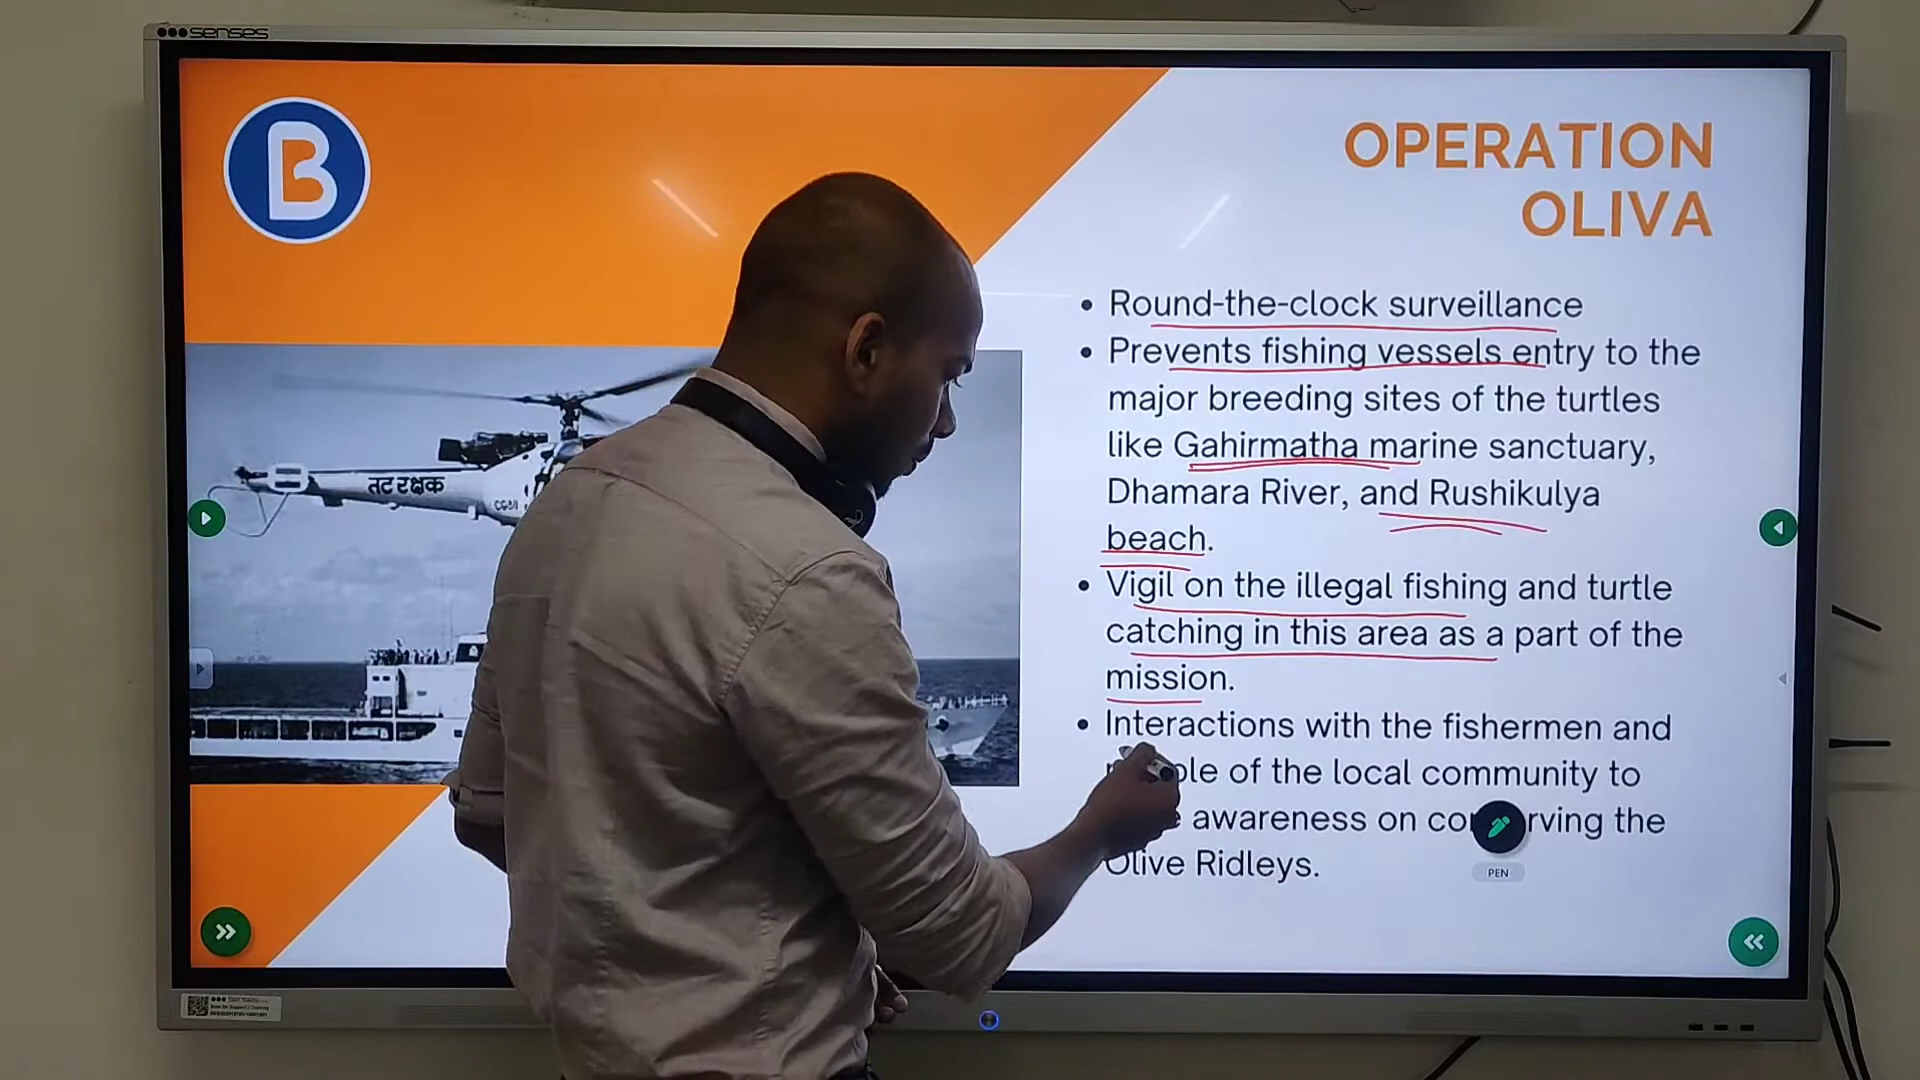 senses
B
OPERATION
OLIVA
• Round-the-clock surveillance
• Prevents fishing vessels entry to the
major breeding sites of the turtles
like Gahirmatha marine sanctuary,
Dhamara River, and Rushikulya
beach.
• Vigil on the illegal fishing and turtle
catching in this area as a part of the
mission.
• Interactions with the fishermen and
of the local community to
awareness on the
Olive Ridleys.
तट रक्षक
PEN